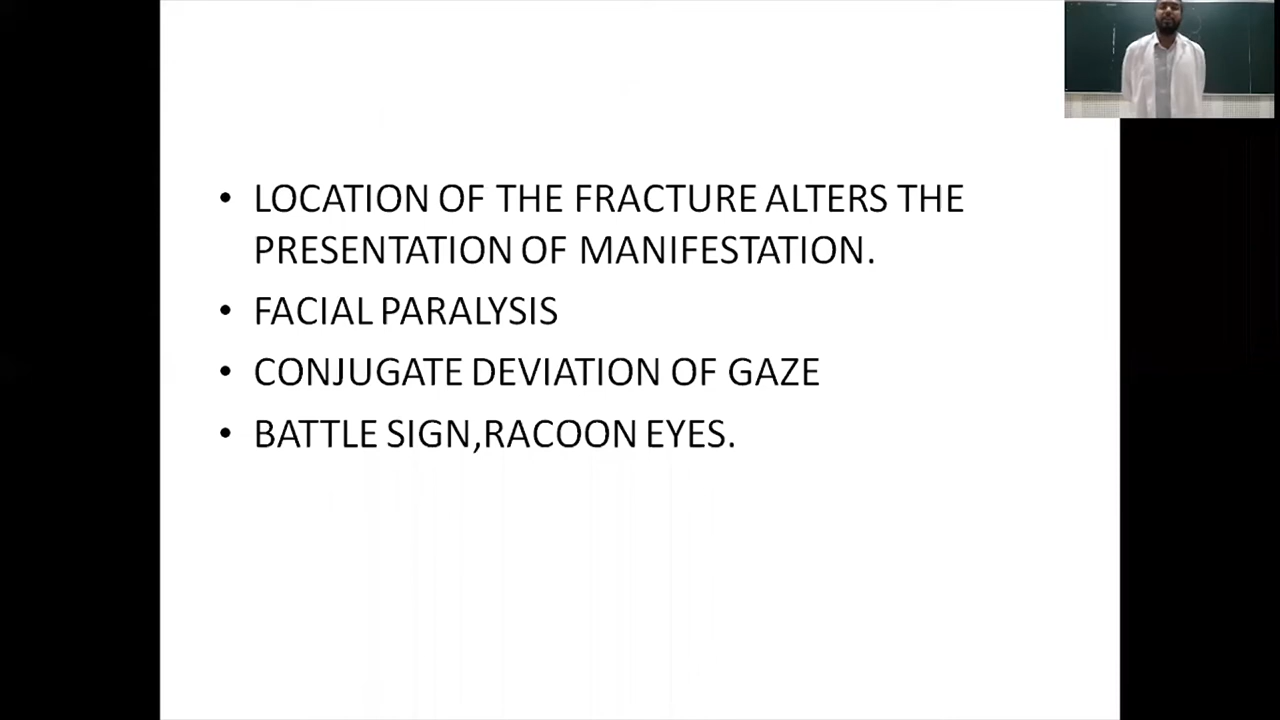 • LOCATION OF THE FRACTURE ALTERS THE
PRESENTATION OF MANIFESTATION.
• FACIAL PARALYSIS
• CONJUGATE DEVIATION OF GAZE
• BATTLE SIGN,RACOON EYES.